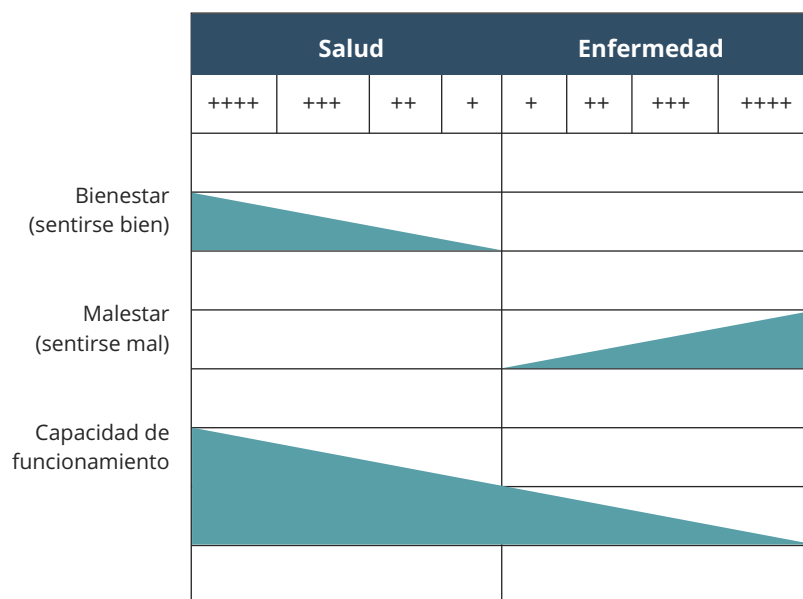 Salud Enfermedad
++++ +++ ++ + + ++ +++ ++++
Bienestar
(sentirse bien)
Malestar
(sentirse mal)
Capacidad de
funcionamiento